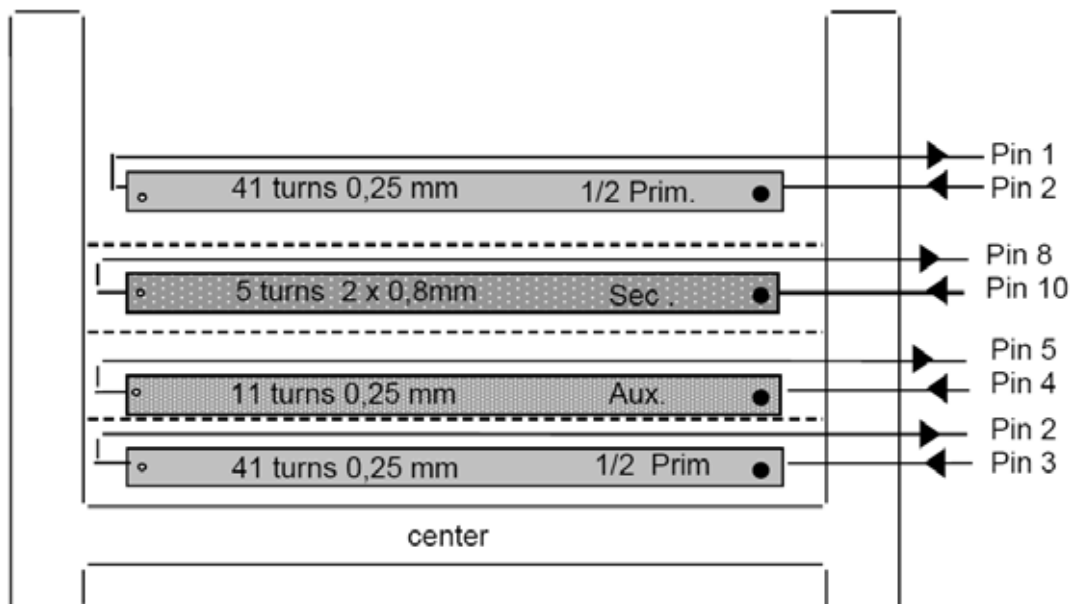 Pin 1
41 turns 0,25 mm 1/2 Prim. Pin 2
Pin 8
5 turns 2 x 0,8mm Sec . Pin 10
Pin 5
11 turns 0,25 mm Aux. Pin 4
Pin 2
41 turns 0,25 mm 1/2 Prim Pin 3
center